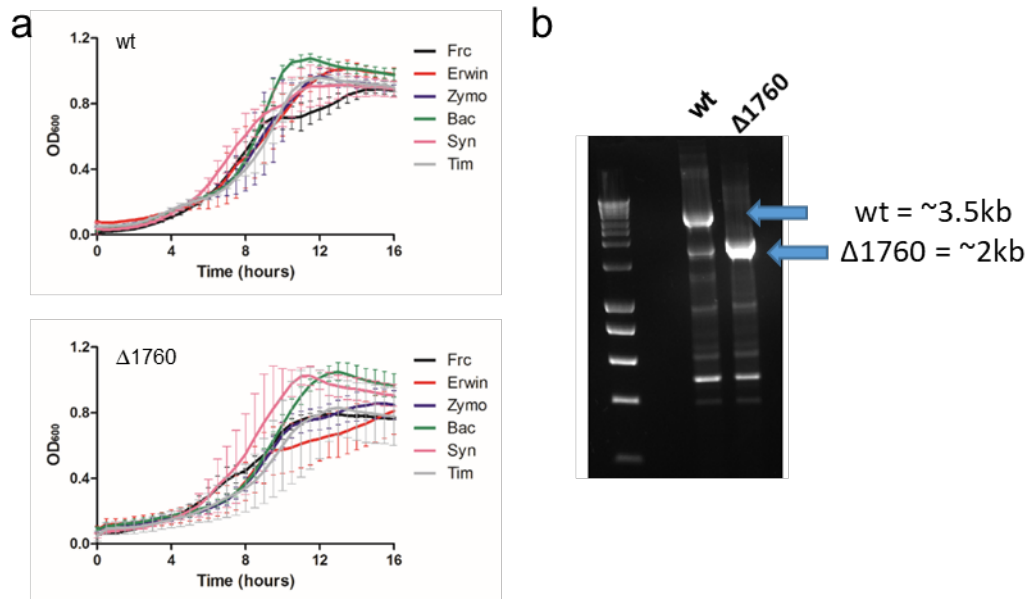 a
wt
1.2
0.8
0.4
0.0
OD600
0
4
8
12
16
Time (hours)
Frc
Erwin
Zymo
Bac
Syn
Tim
Δ1760
1.2
0.8
0.4
0.0
OD600
0
4
8
12
16
Time (hours)
Frc
Erwin
Zymo
Bac
Syn
Tim
b
wt
Δ1760
wt = ~3.5kb
Δ1760 = ~2kb